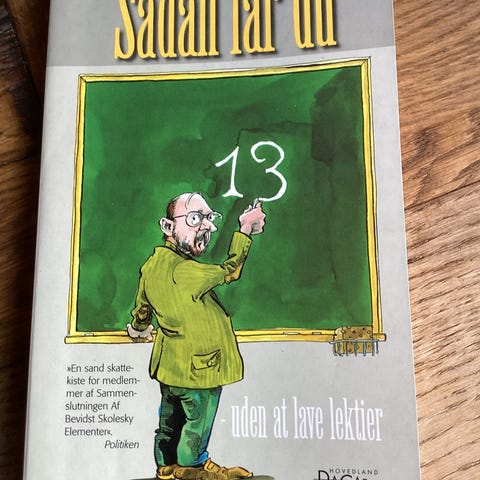 Sådan får du
13
- uden at lave lektier
»En sand skatte-
kiste for medlem-
mer af Sammen-
slutningen Af
Bevidst Skolesky
Elementer«.
Politiken
HOVEDLAND